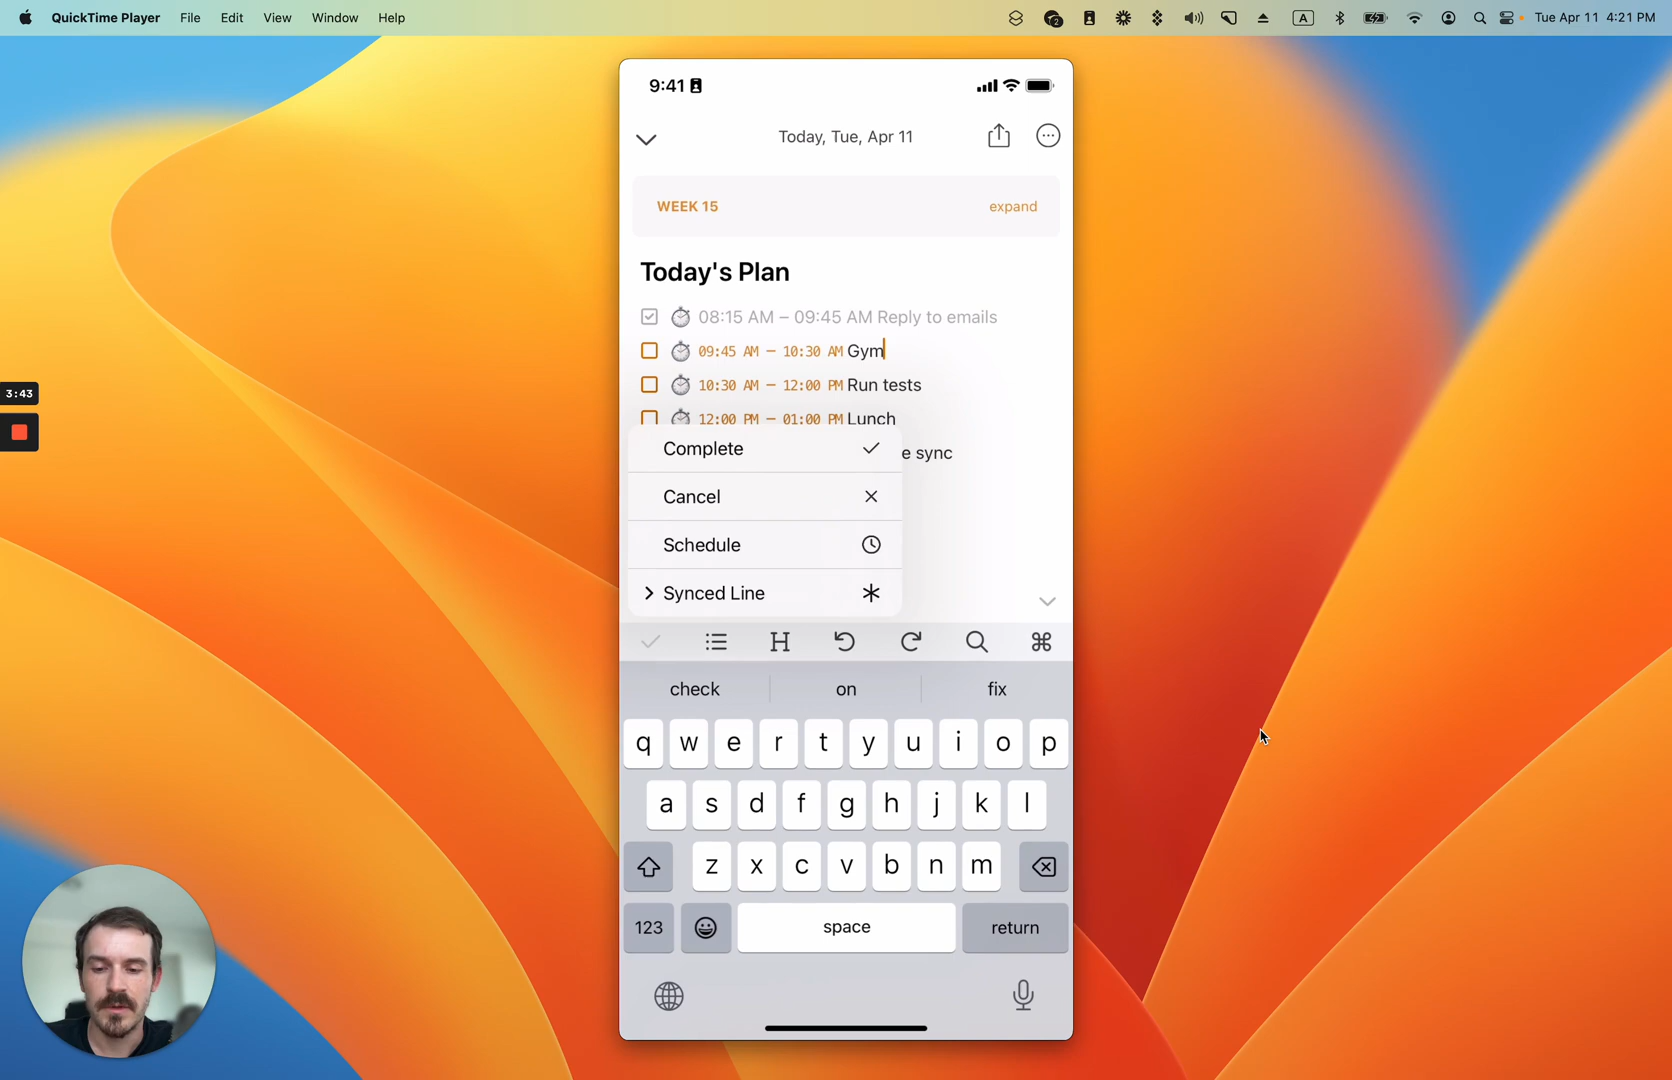 QuickTime Player File Edit View Window Help
2 A Tue Apr 11 4:21 PM
9:41
Today, Tue, Apr 11
WEEK 15 expand
Today's Plan
08:15 AM – 09:45 AM Reply to emails
09:45 AM – 10:30 AM Gym
10:30 AM – 12:00 PM Run tests
12:00 PM – 01:00 PM Lunch
e sync
Complete
Cancel
Schedule
Synced Line
3:43
H
check on fix
q w e r t y u i o p
a s d f g h j k l
z x c v b n m
123 space return